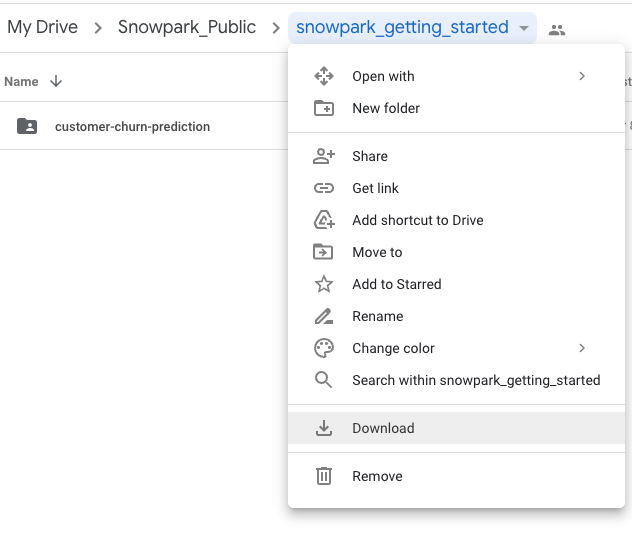 My Drive > Snowpark_Public > snowpark_getting_started
Name
customer-churn-prediction
Open with
New folder
Share
Get link
Add shortcut to Drive
Move to
Add to Starred
Rename
Change color
Search within snowpark_getting_started
Download
Remove